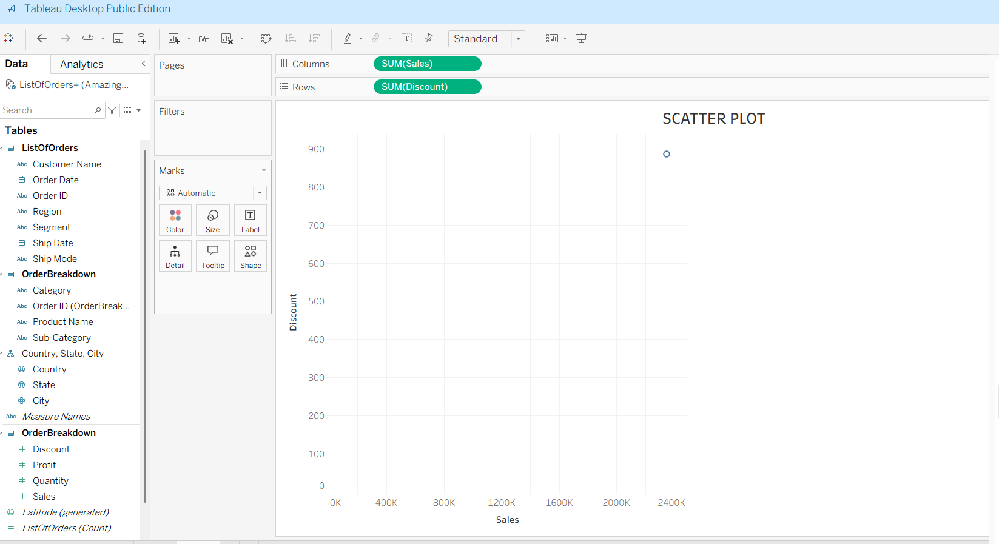 Tableau Desktop Public Edition
Standard
Data
Analytics
ListOfOrders+ (Amazing...
Search
Tables
ListOfOrders
Abc Customer Name
Order Date
Abc Order ID
Abc Region
Abc Segment
Ship Date
Abc Ship Mode
OrderBreakdown
Abc Category
Abc Order ID (OrderBreak...
Abc Product Name
Abc Sub-Category
Country, State, City
Country
State
City
Abc Measure Names
OrderBreakdown
# Discount
# Profit
# Quantity
# Sales
Latitude (generated)
# ListOfOrders (Count)
Pages
Filters
Marks
Automatic
Color Size Label
Detail Tooltip Shape
Columns SUM(Sales)
Rows SUM(Discount)
SCATTER PLOT
900
800
700
600
500
400
300
200
100
0
Discount
0K 400K 800K 1200K 1600K 2000K 2400K
Sales